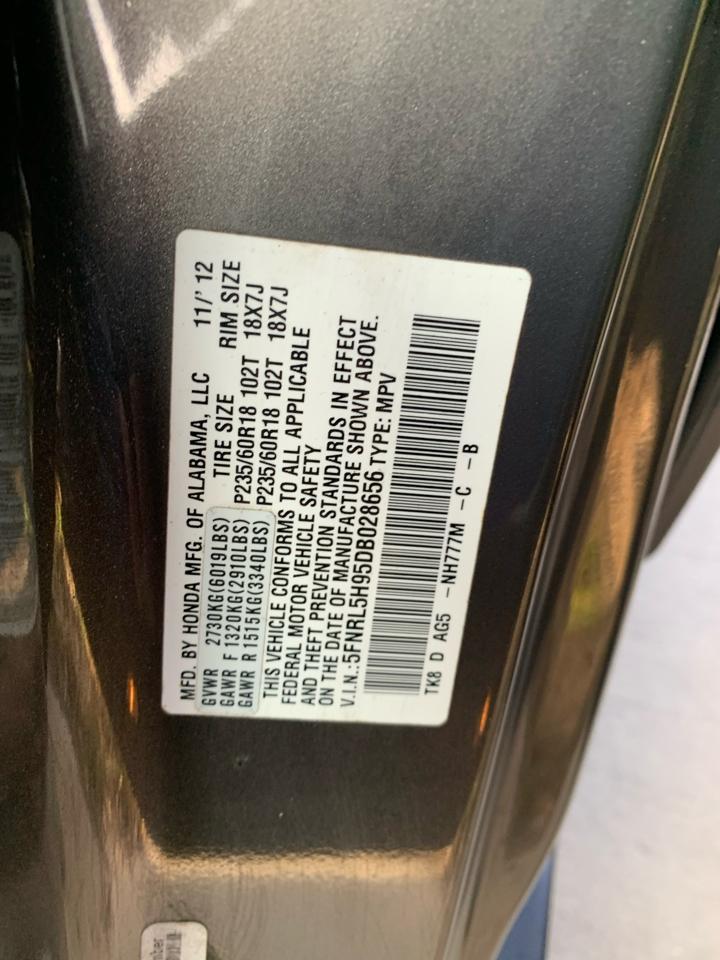 MFD. BY HONDA MFG. OF ALABAMA, LLC 11/' 12
GVWR 2730KG(6019LBS) TIRE SIZE RIM SIZE
GAWR F 1320KG(2910LBS) P235/60R18 102T 18X7J
GAWR R 1515KG(3340LBS) P235/60R18 102T 18X7J
THIS VEHICLE CONFORMS TO ALL APPLICABLE
FEDERAL MOTOR VEHICLE SAFETY
AND THEFT PREVENTION STANDARDS IN EFFECT
ON THE DATE OF MANUFACTURE SHOWN ABOVE.
V.I.N.:5FNRL5H95DB028656 TYPE: MPV
TK8 D AG5 -NH777M -C -B